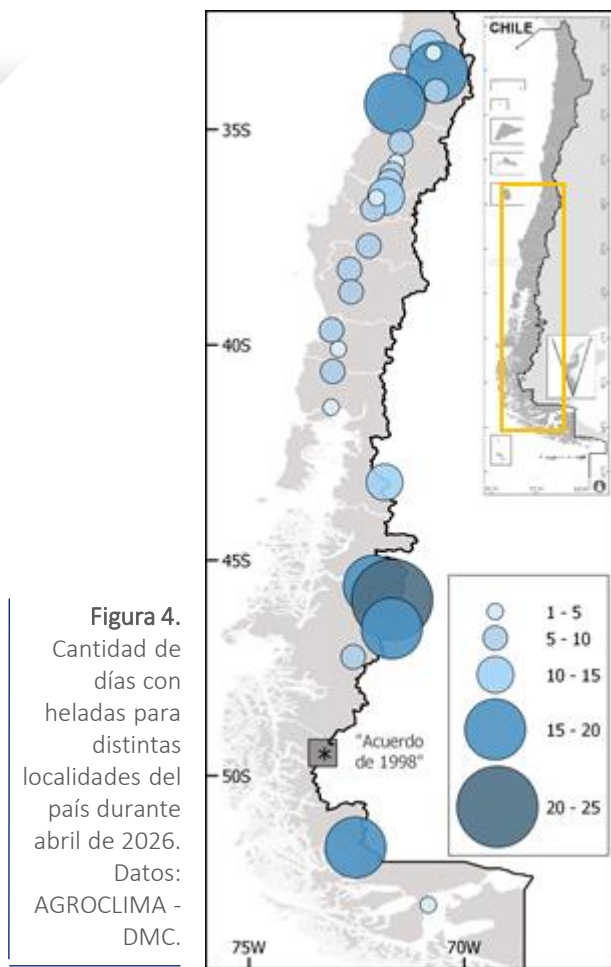 Figura 4.
Cantidad de
días con
heladas para
distintas
localidades del
país durante
abril de 2026.
Datos:
AGROCLIMA -
DMC.
CHILE
35S
40S
45S
50S
"Acuerdo
de 1998"
1 - 5
5 - 10
10 - 15
15 - 20
20 - 25
75W
70W